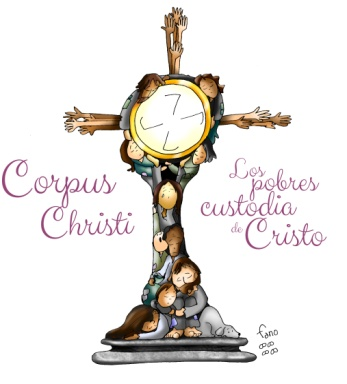 Corpus
Christi
Los
pobres
custodia
de Cristo
fano